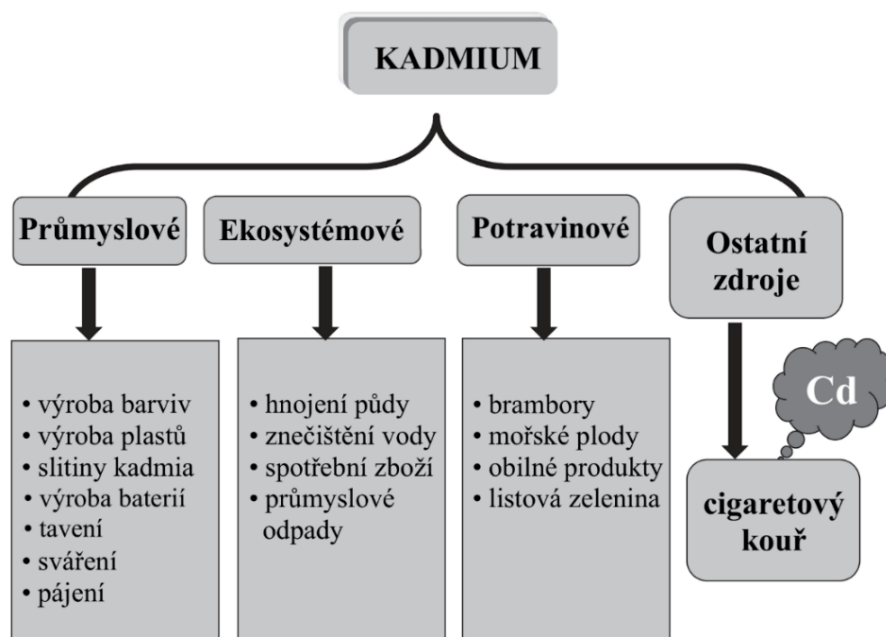 KADMIUM
Průmyslové
Ekosystémové
Potravinové
Ostatní
zdroje
• výroba barviv
• výroba plastů
• slitiny kadmia
• výroba baterií
• tavení
• sváření
• pájení
• hnojení půdy
• znečištění vody
• spotřební zboží
• průmyslové
odpady
• brambory
• mořské plody
• obilné produkty
• listová zelenina
Cd
cigaretový
kouř